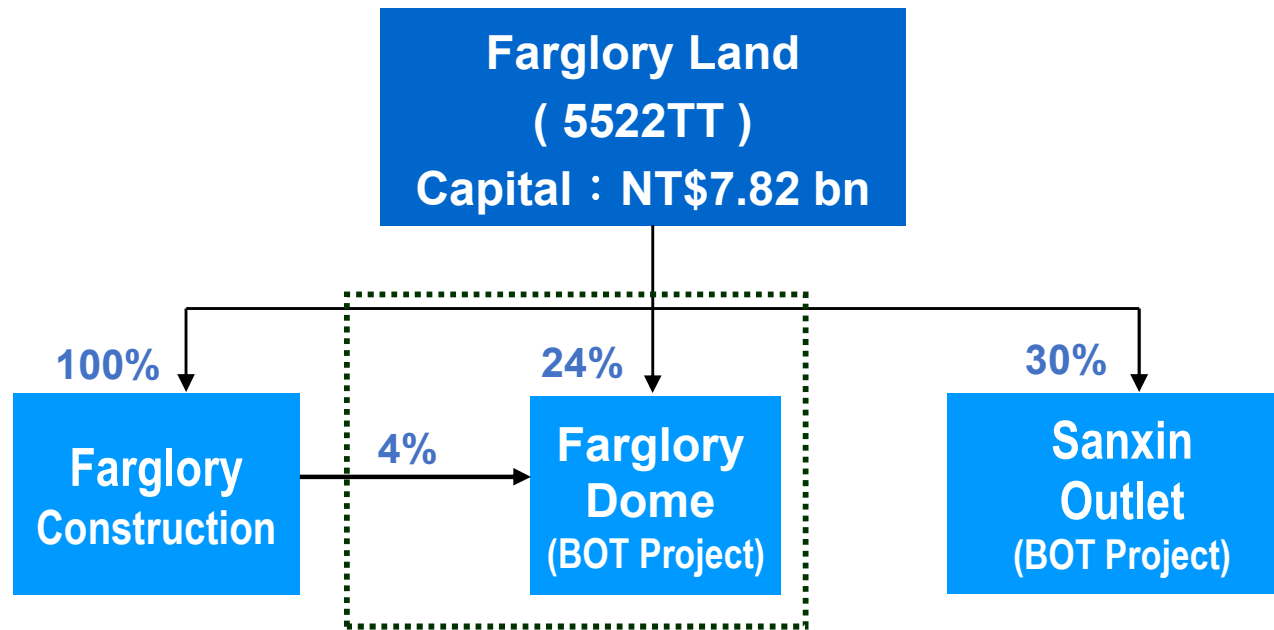 Farglory Land
( 5522TT )
Capital：NT$7.82 bn
100%
24%
30%
4%
Farglory
Construction
Farglory
Dome
(BOT Project)
Sanxin
Outlet
(BOT Project)